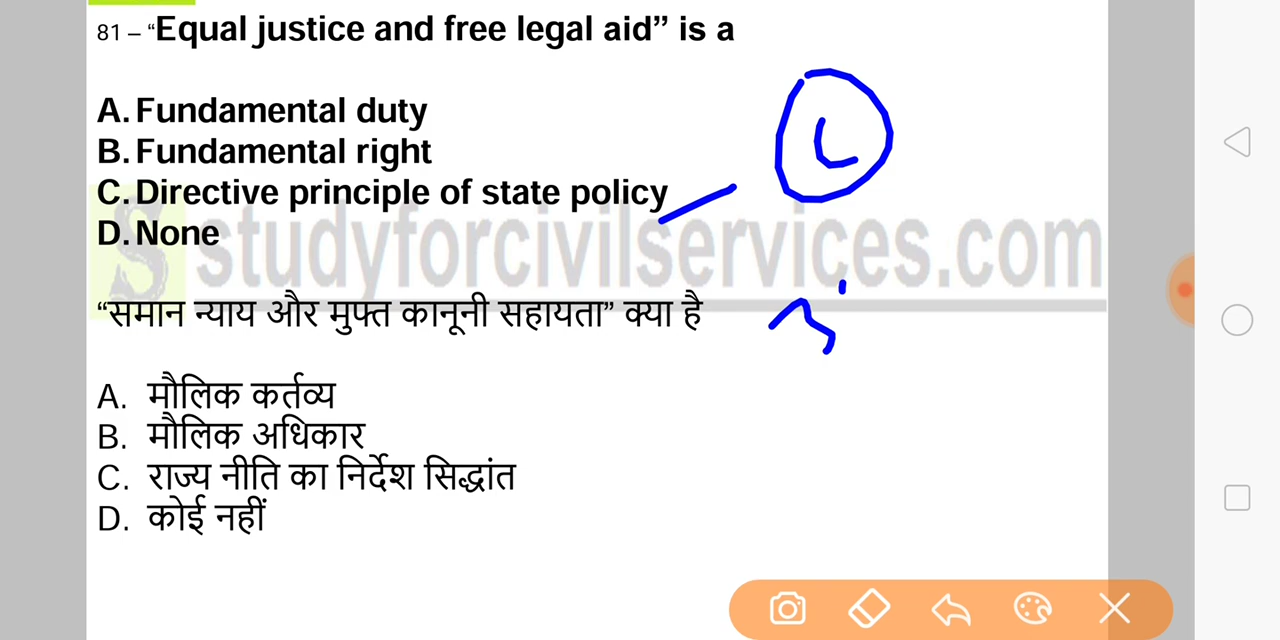 81 – “Equal justice and free legal aid” is a
A. Fundamental duty
B. Fundamental right
C. Directive principle of state policy
D. None
C
studyforcivilservices.com
“समान न्याय और मुफ्त कानूनी सहायता” क्या है
A. मौलिक कर्तव्य
B. मौलिक अधिकार
C. राज्य नीति का निर्देश सिद्धांत
D. कोई नहीं